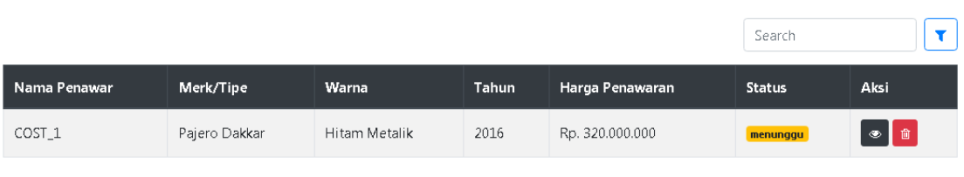 Search
Nama Penawar Merk/Tipe Warna Tahun Harga Penawaran Status Aksi
COST_1 Pajero Dakkar Hitam Metalik 2016 Rp. 320.000.000 menunggu